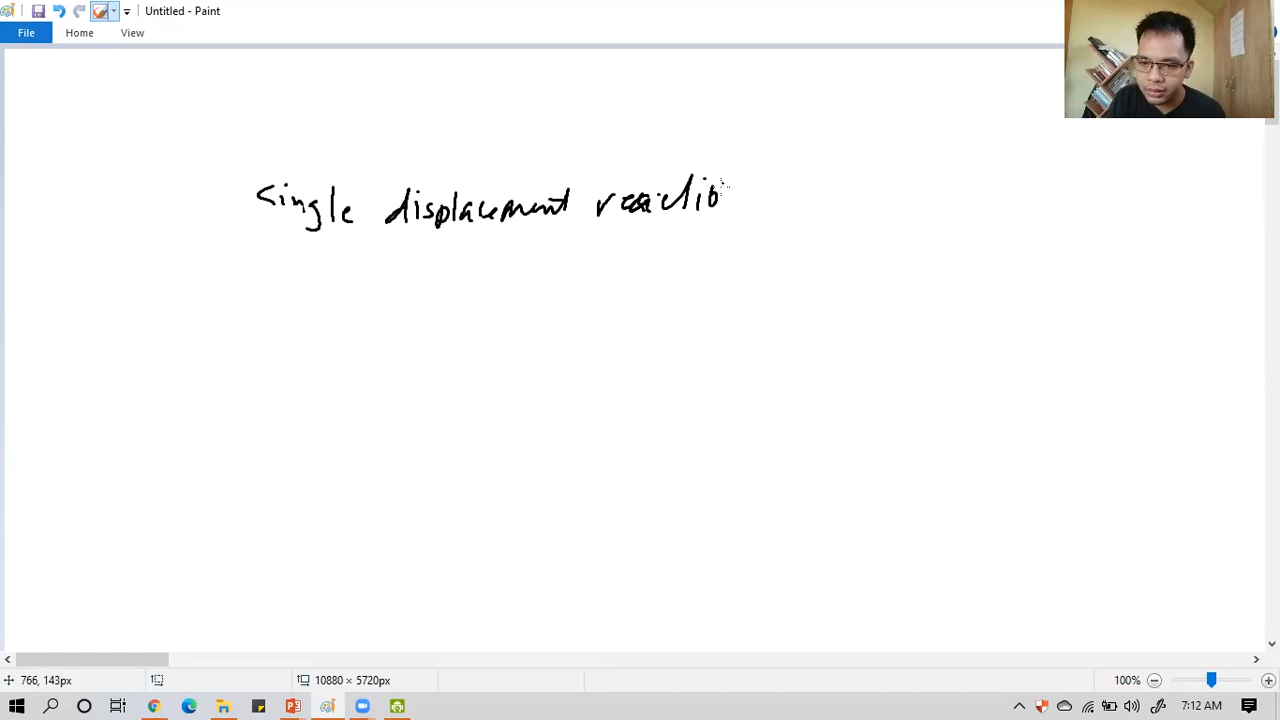 Untitled - Paint
File Home View
single displacement reactio
766, 143px 10880 × 5720px 100%
7:12 AM